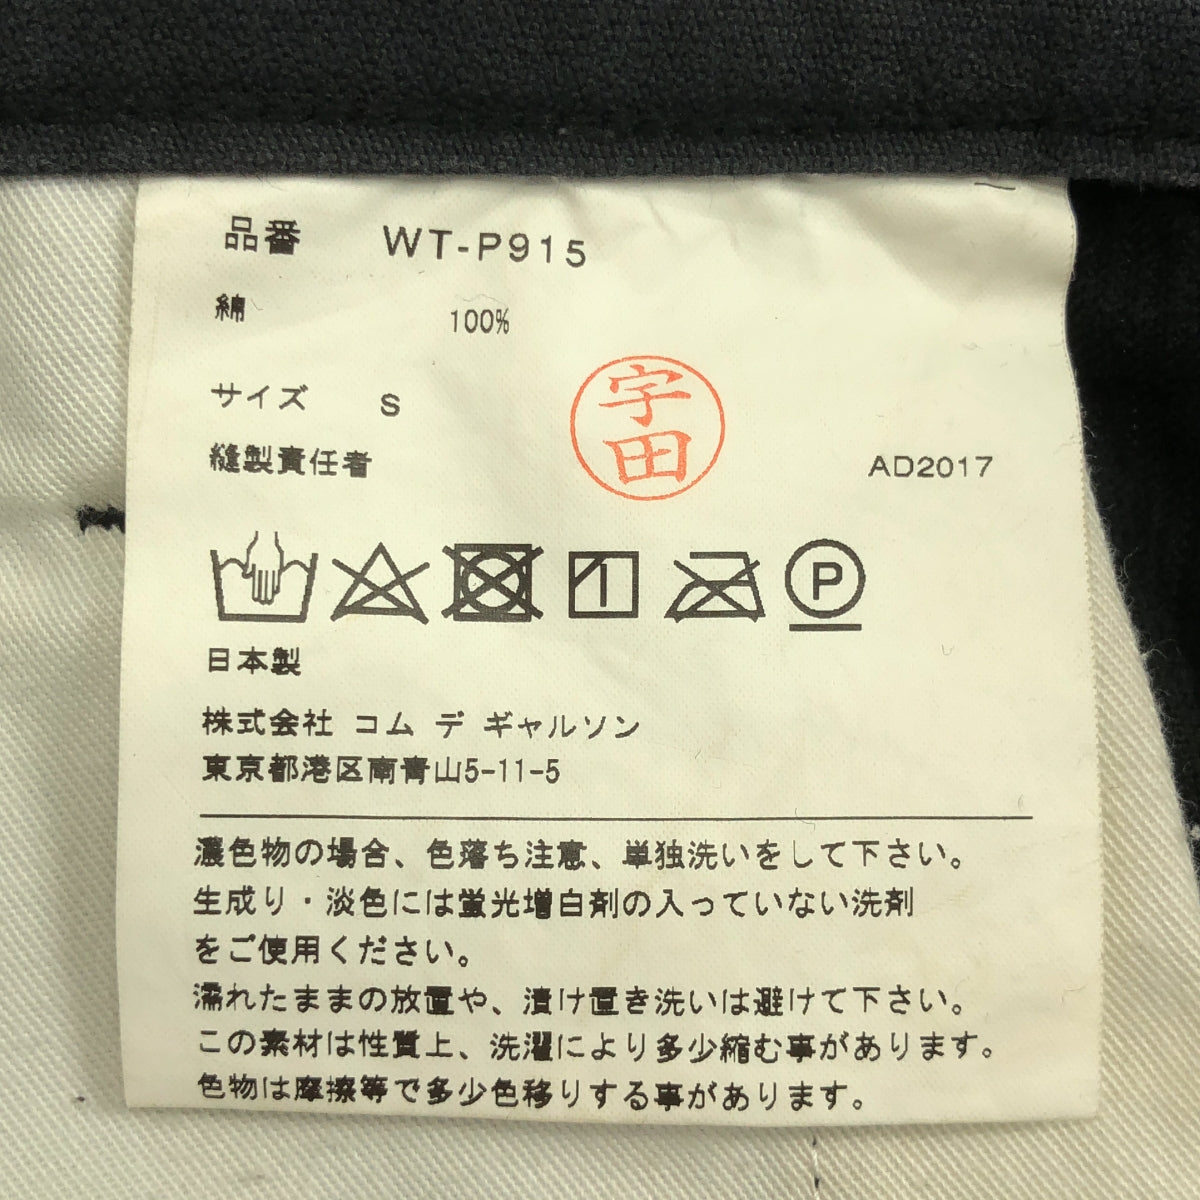 品番 WT-P915
綿 100%
サイズ S
縫製責任者 宇田 AD2017
1 P
日本製
株式会社 コム デ ギャルソン
東京都港区南青山5-11-5
濃色物の場合、色落ち注意、単独洗いをして下さい。
生成り・淡色には蛍光増白剤の入っていない洗剤
をご使用ください。
濡れたままの放置や、漬け置き洗いは避けて下さい。
この素材は性質上、洗濯により多少縮む事があります。
色物は摩擦等で多少色移りする事があります。